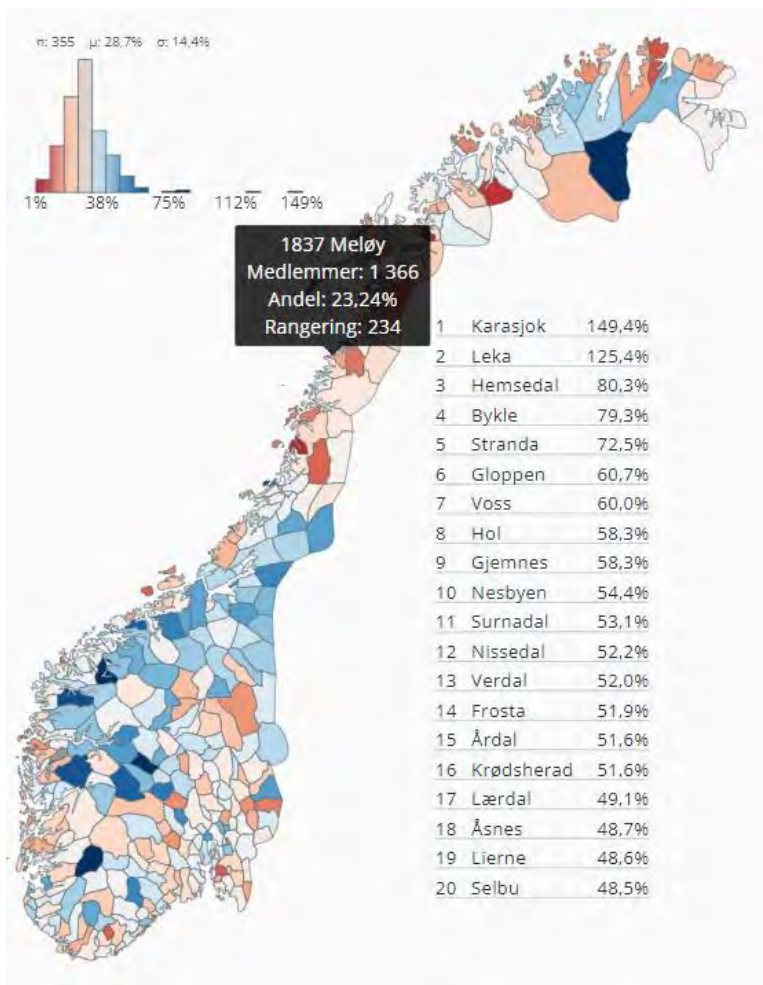 n: 355 μ: 28,7% σ: 14,4%
1% 38% 75% 112% 149%
1837 Meløy
Medlemmer: 1 366
Andel: 23,24%
Rangering: 234
1 Karasjok 149,4%
2 Leka 125,4%
3 Hemsedal 80,3%
4 Bykle 79,3%
5 Stranda 72,5%
6 Gloppen 60,7%
7 Voss 60,0%
8 Hol 58,3%
9 Gjemnes 58,3%
10 Nesbyen 54,4%
11 Surnadal 53,1%
12 Nissedal 52,2%
13 Verdal 52,0%
14 Frosta 51,9%
15 Årdal 51,6%
16 Krødsherad 51,6%
17 Lærdal 49,1%
18 Åsnes 48,7%
19 Lierne 48,6%
20 Selbu 48,5%